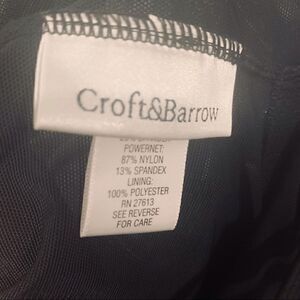 Croft&Barrow
POWERNET:
87% NYLON
13% SPANDEX
LINING:
100% POLYESTER
RN 27613
SEE REVERSE
FOR CARE